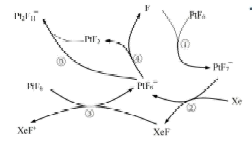 Pt₂F₁₁⁻ F PtF₆
PtF₅ ①
④
⑤ PtF₇⁻
PtF₆ PtF₆⁻
Xe
③ ②
XeF⁺ XeF